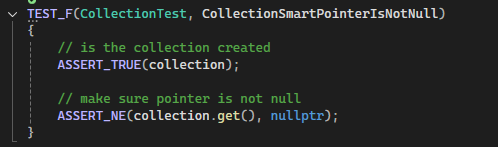 TEST_F(CollectionTest, CollectionSmartPointerIsNotNull)
{
// is the collection created
ASSERT_TRUE(collection);
// make sure pointer is not null
ASSERT_NE(collection.get(), nullptr);
}